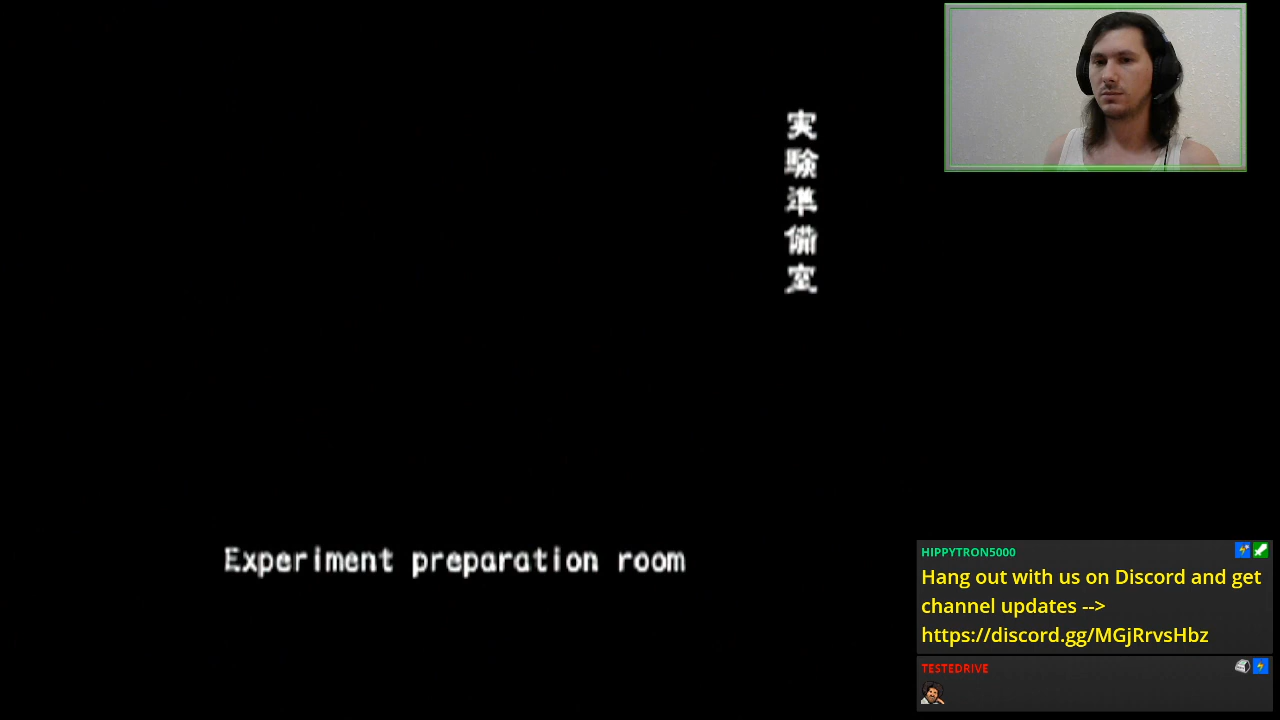 実験準備室
Experiment preparation room
HIPPYTRON5000
Hang out with us on Discord and get
channel updates -->
https://discord.gg/MGjRrvsHbz
TESTEDRIVE